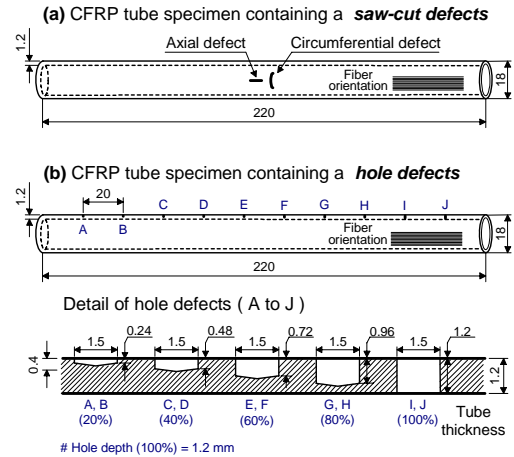 (a) CFRP tube specimen containing a saw-cut defects
1.2
Axial defect
Circumferential defect
Fiber
orientation
18
220
(b) CFRP tube specimen containing a hole defects
1.2
20
C D E F G H I J
A B
Fiber
orientation
18
220
Detail of hole defects ( A to J )
1.5 0.24 1.5 0.48 1.5 0.72 1.5 0.96 1.5 1.2
0.4
1.2
A, B C, D E, F G, H I, J
(20%) (40%) (60%) (80%) (100%)
Tube
thickness
# Hole depth (100%) = 1.2 mm